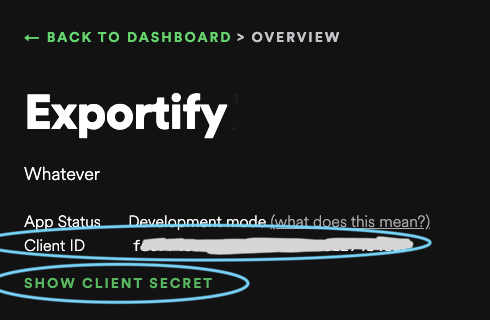 ← BACK TO DASHBOARD > OVERVIEW
Exportify
Whatever
App Status Development mode (what does this mean?)
Client ID
SHOW CLIENT SECRET